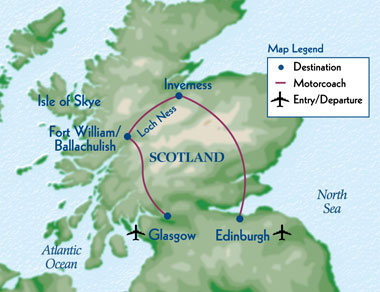 Map Legend
Destination
Motorcoach
Entry/Departure
Inverness
Isle of Skye
Loch Ness
Fort William/
Ballachulish
SCOTLAND
North
Sea
Glasgow
Edinburgh
Atlantic
Ocean